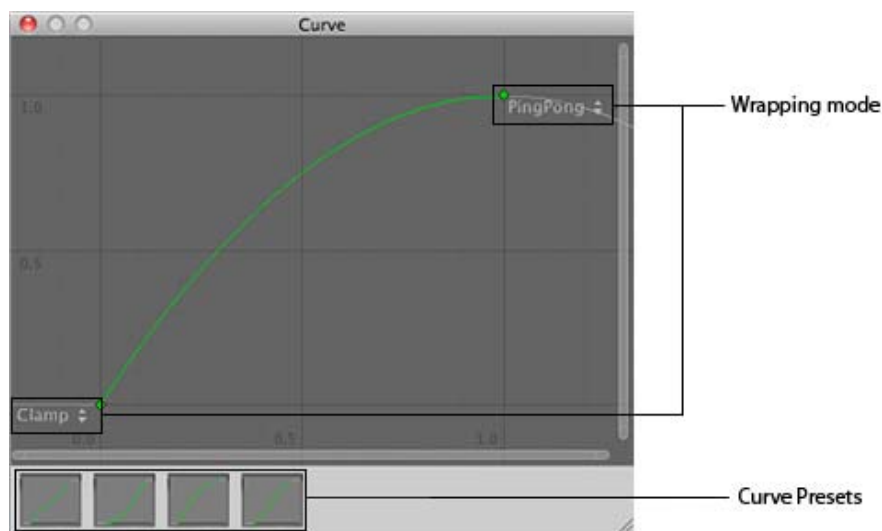 Curve
1.0
PingPong
Wrapping mode
0.5
Clamp
0.0 0.5 1.0
Curve Presets